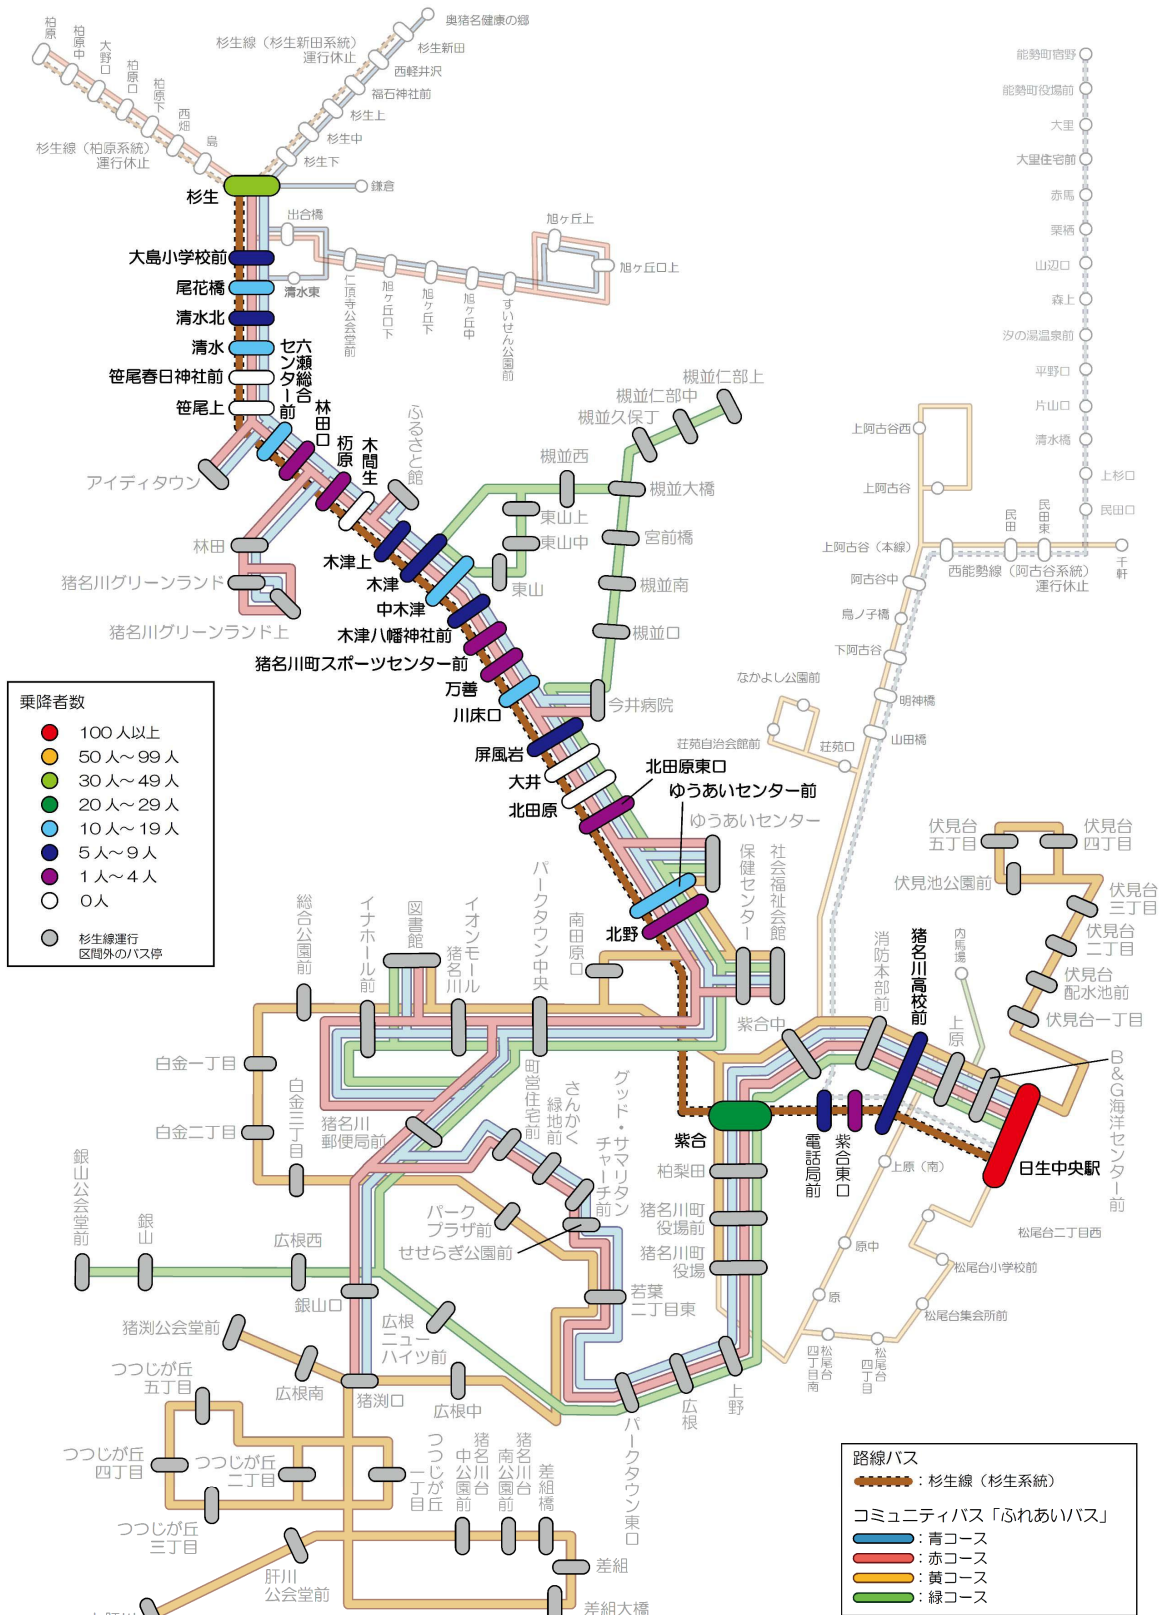 柏原
柏原中
大野口
柏原口
柏原下
西畑
島
杉生線（柏原系統）
運行休止
杉生線（杉生新田系統）
運行休止
奥猪名健康の郷
杉生新田
西軽井沢
福石神社前
杉生上
杉生中
杉生下
鎌倉
杉生
大島小学校前
尾花橋
清水北
清水
笹尾春日神社前
笹尾上
出合橋
清水東
仁頂寺公会堂前
旭ヶ丘口下
旭ヶ丘下
旭ヶ丘中
すいせん公園前
旭ヶ丘上
旭ヶ丘口上
六瀬総合
センター前
林田口
栃原
木間生
ふるさと館
アイディタウン
林田
猪名川グリーンランド
猪名川グリーンランド上
木津上
木津
中木津
木津八幡神社前
猪名川町スポーツセンター前
万善
川床口
屏風岩
大井
北田原
北田原東口
ゆうあいセンター前
ゆうあいセンター
北野
槻並仁部上
槻並仁部中
槻並久保丁
槻並西
槻並大橋
東山上
東山中
東山
宮前橋
槻並南
槻並口
今井病院
能勢町宿野
能勢町役場前
大里
大里住宅前
赤馬
栗栖
山辺口
森上
汐の湯温泉前
平野口
片山口
清水橋
上杉口
民田口
民田
民田東
千軒
上阿古谷西
上阿古谷
上阿古谷（本線）
西能勢線（阿古谷系統）
運行休止
阿古谷中
鳥ノ子橋
下阿古谷
明神橋
山田橋
なかよし公園前
荘苑自治会館前
荘苑口
乗降者数
100人以上
50人～99人
30人～49人
20人～29人
10人～19人
5人～9人
1人～4人
0人
杉生線運行
区間外のバス停
総合公園前
イナホール前
図書館
イオンモール
猪名川
パークタウン中央
南田原口
保健センター
社会福祉会館
伏見台
五丁目
伏見台
四丁目
伏見池公園前
伏見台
三丁目
伏見台
二丁目
伏見台
配水池前
伏見台一丁目
消防本部前
猪名川高校前
内馬場
上原
B&G海洋センター前
紫合中
紫合
電話局前
紫合東口
日生中央駅
白金一丁目
白金二丁目
白金三丁目
猪名川
郵便局前
町営住宅前
さんかく
緑地前
グッド・サマリタン
チャーチ前
パーク
プラザ前
せせらぎ公園前
柏梨田
猪名川町
役場前
猪名川町
役場
上原（南）
原中
原
松尾台二丁目西
松尾台小学校前
松尾台集会所前
松尾台
四丁目南
松尾台
四丁目
銀山公会堂前
銀山
広根西
銀山口
広根
ニュー
ハイツ前
若葉
二丁目東
猪渕公会堂前
広根南
猪渕口
広根中
パークタウン東口
広根
上野
つつじが丘
五丁目
つつじが丘
四丁目
つつじが丘
二丁目
つつじが丘
三丁目
つつじが丘
一丁目
猪名川台
中公園前
猪名川台
南公園前
差組橋
差組
差組大橋
肝川
公会堂前
路線バス
：杉生線（杉生系統）
コミュニティバス「ふれあいバス」
：青コース
：赤コース
：黄コース
：緑コース